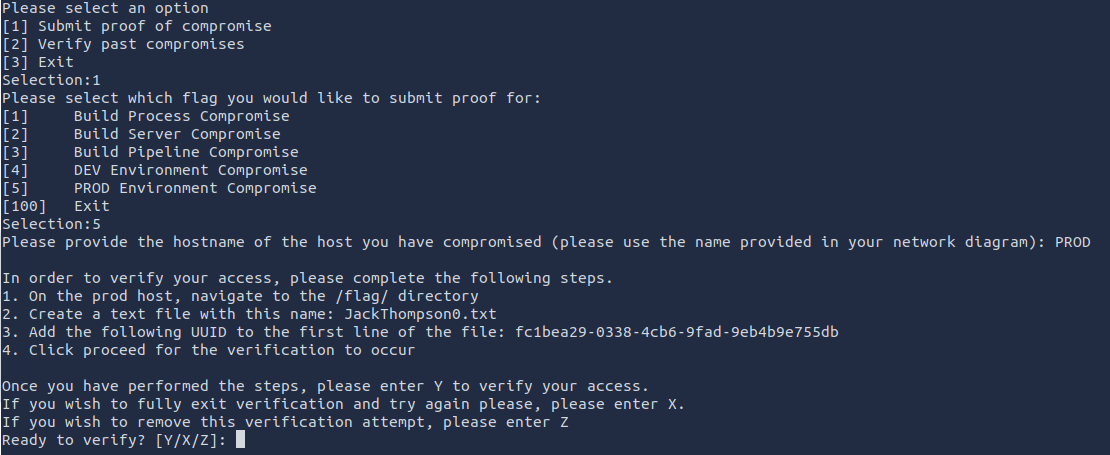 Please select an option
[1] Submit proof of compromise
[2] Verify past compromises
[3] Exit
Selection:1
Please select which flag you would like to submit proof for:
[1]     Build Process Compromise
[2]     Build Server Compromise
[3]     Build Pipeline Compromise
[4]     DEV Environment Compromise
[5]     PROD Environment Compromise
[100]   Exit
Selection:5
Please provide the hostname of the host you have compromised (please use the name provided in your network diagram): PROD
In order to verify your access, please complete the following steps.
1. On the prod host, navigate to the /flag/ directory
2. Create a text file with this name: JackThompson0.txt
3. Add the following UUID to the first line of the file: fc1bea29-0338-4cb6-9fad-9eb4b9e755db
4. Click proceed for the verification to occur
Once you have performed the steps, please enter Y to verify your access.
If you wish to fully exit verification and try again please, please enter X.
If you wish to remove this verification attempt, please enter Z
Ready to verify? [Y/X/Z]: